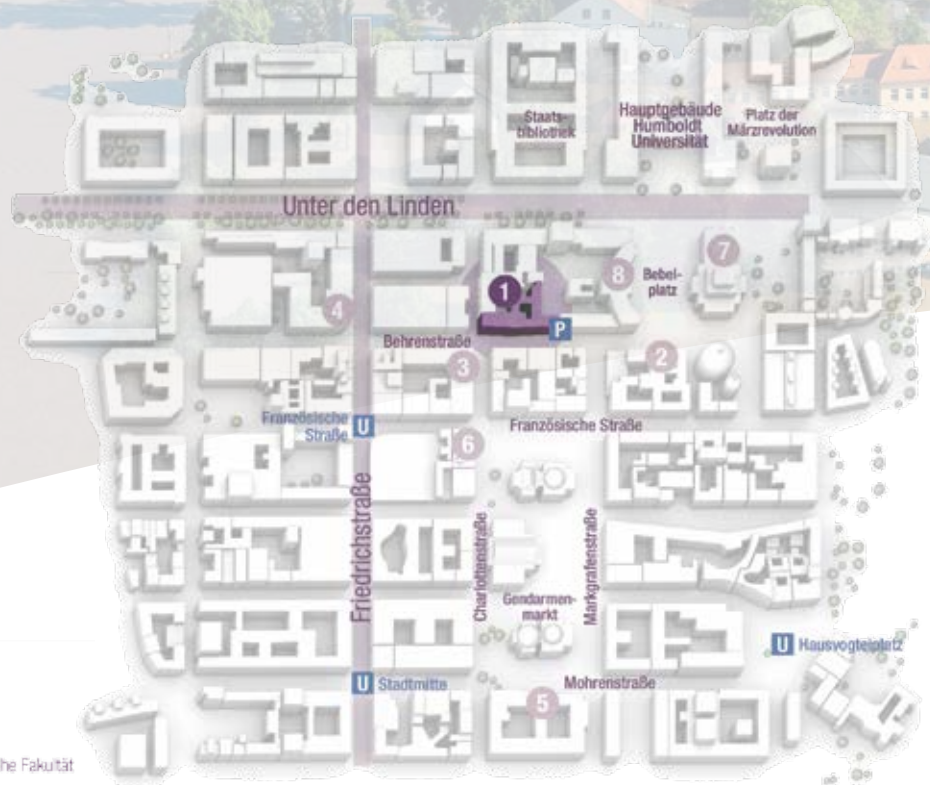 Staats-
bibliothek
Hauptgebäude
Humboldt
Universität
Platz der
Märzrevolution
Unter den Linden
7
8
Bebel-
platz
1
4
P
Behrenstraße
3
2
Französische
Straße
U
Französische Straße
6
Friedrichstraße
Charlottenstraße
Markgrafenstraße
Gendarmen-
markt
U Hausvogteiplatz
U Stadtmitte
Mohrenstraße
5
he Fakultät